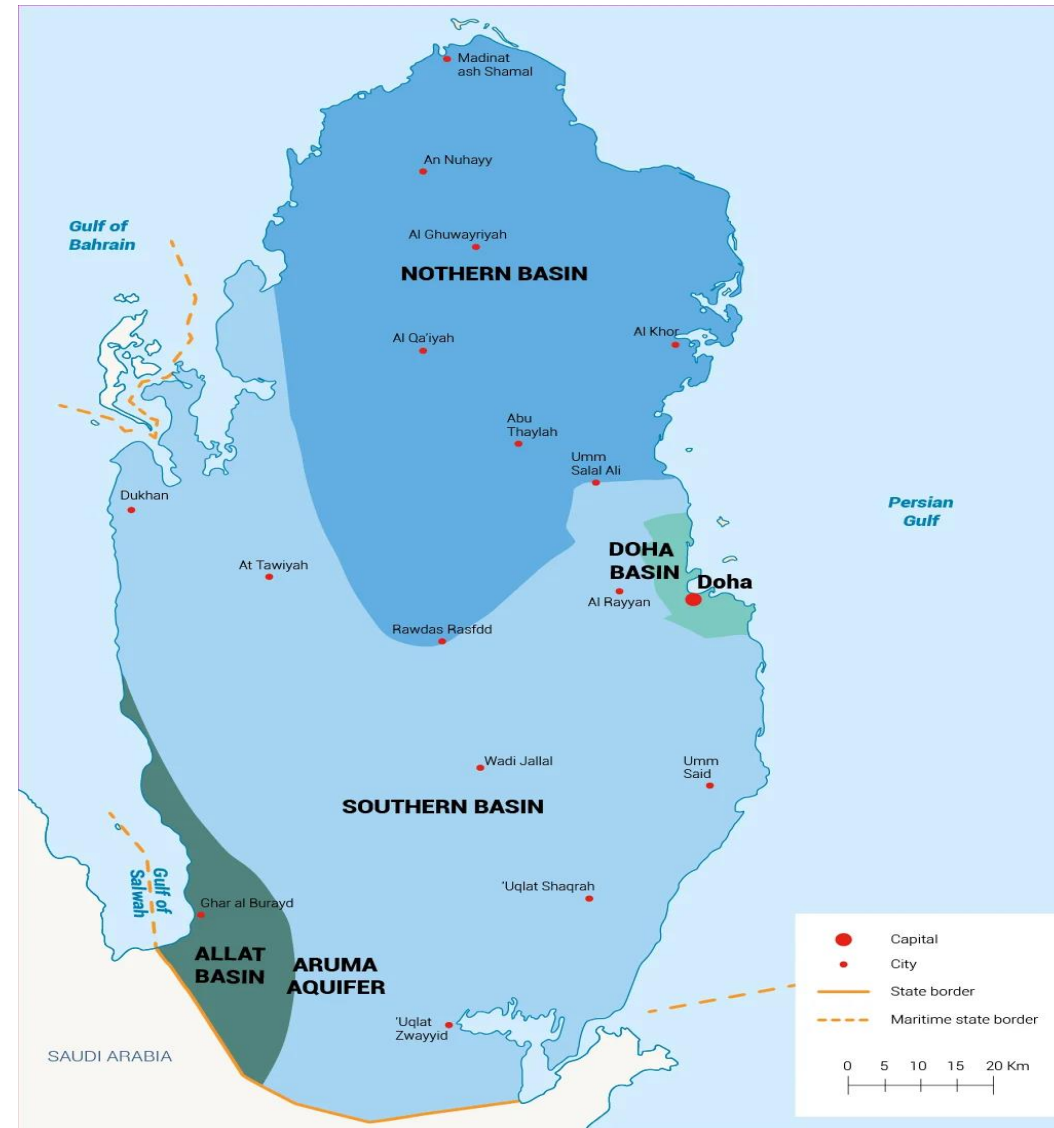 Madinat
ash Shamal
An Nuhayy
Gulf of
Bahrain
Al Ghuwayriyah
NOTHERN BASIN
Al Qa'iyah
Al Khor
Abu
Thaylah
Umm
Salal Ali
Dukhan
Persian
Gulf
DOHA
BASIN
At Tawiyah
Doha
Al Rayyan
Rawdas Rasfdd
Wadi Jallal
Umm
Said
SOUTHERN BASIN
Gulf of
Salwah
'Uqlat Shaqrah
Ghar al Burayd
ALLAT
BASIN
ARUMA
AQUIFER
'Uqlat
Zwayyid
SAUDI ARABIA
Capital
City
State border
Maritime state border
0 5 10 15 20 Km